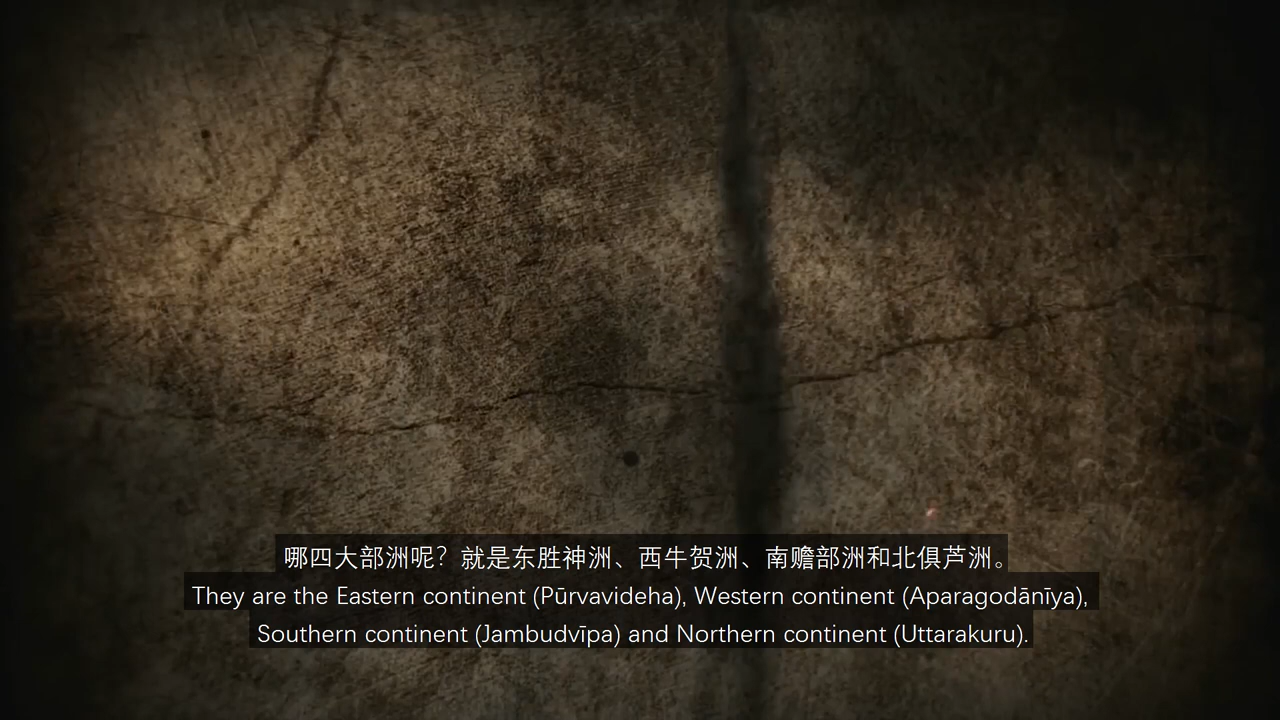 哪四大部洲呢？就是东胜神洲、西牛贺洲、南赡部洲和北俱芦洲。
They are the Eastern continent (Pūrvavideha), Western continent (Aparagodānīya),
Southern continent (Jambudvīpa) and Northern continent (Uttarakuru).